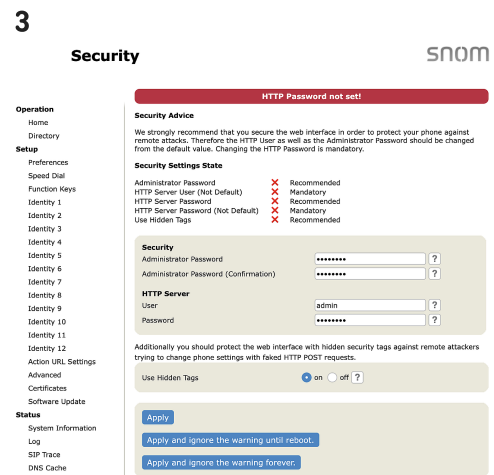 3
Security
snom
HTTP Password not set!
Operation
Home
Directory
Setup
Preferences
Speed Dial
Function Keys
Identity 1
Identity 2
Identity 3
Identity 4
Identity 5
Identity 6
Identity 7
Identity 8
Identity 9
Identity 10
Identity 11
Identity 12
Action URL Settings
Advanced
Certificates
Software Update
Status
System Information
Log
SIP Trace
DNS Cache
Security Advice
We strongly recommend that you secure the web interface in order to protect your phone against
remote attacks. Therefore the HTTP User as well as the Administrator Password should be changed
from the default value. Changing the HTTP Password is mandatory.
Security Settings State
Administrator Password ✗ Recommended
HTTP Server User (Not Default) ✗ Mandatory
HTTP Server Password ✗ Recommended
HTTP Server Password (Not Default) ✗ Mandatory
Use Hidden Tags ✗ Recommended
Security
Administrator Password •••••••• ?
Administrator Password (Confirmation) •••••••• ?
HTTP Server
User admin ?
Password •••••••• ?
Additionally you should protect the web interface with hidden security tags against remote attackers
trying to change phone settings with faked HTTP POST requests.
Use Hidden Tags on off ?
Apply
Apply and ignore the warning until reboot.
Apply and ignore the warning forever.